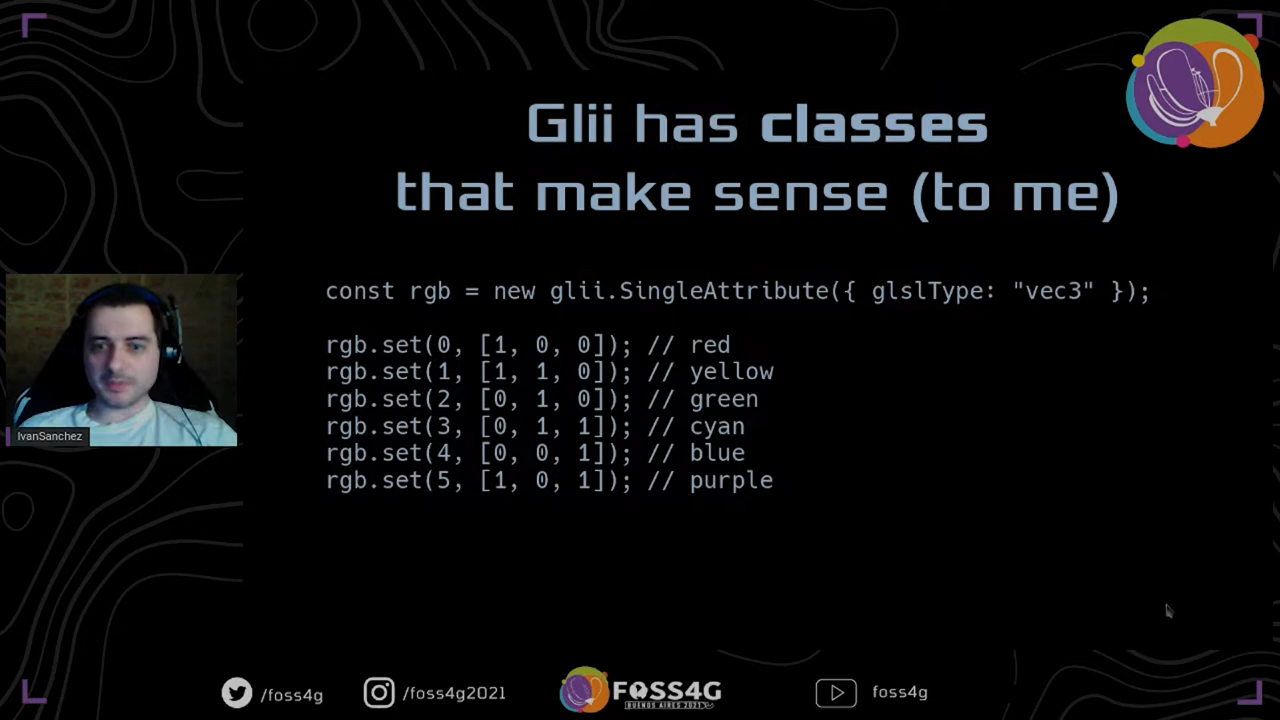 Glii has classes
that make sense (to me)
const rgb = new glii.SingleAttribute({ glslType: "vec3" });
rgb.set(0, [1, 0, 0]); // red
rgb.set(1, [1, 1, 0]); // yellow
rgb.set(2, [0, 1, 0]); // green
rgb.set(3, [0, 1, 1]); // cyan
rgb.set(4, [0, 0, 1]); // blue
rgb.set(5, [1, 0, 1]); // purple
IvanSanchez
/foss4g
/foss4g2021
FOSS4G
BUENOS AIRES 2021
foss4g